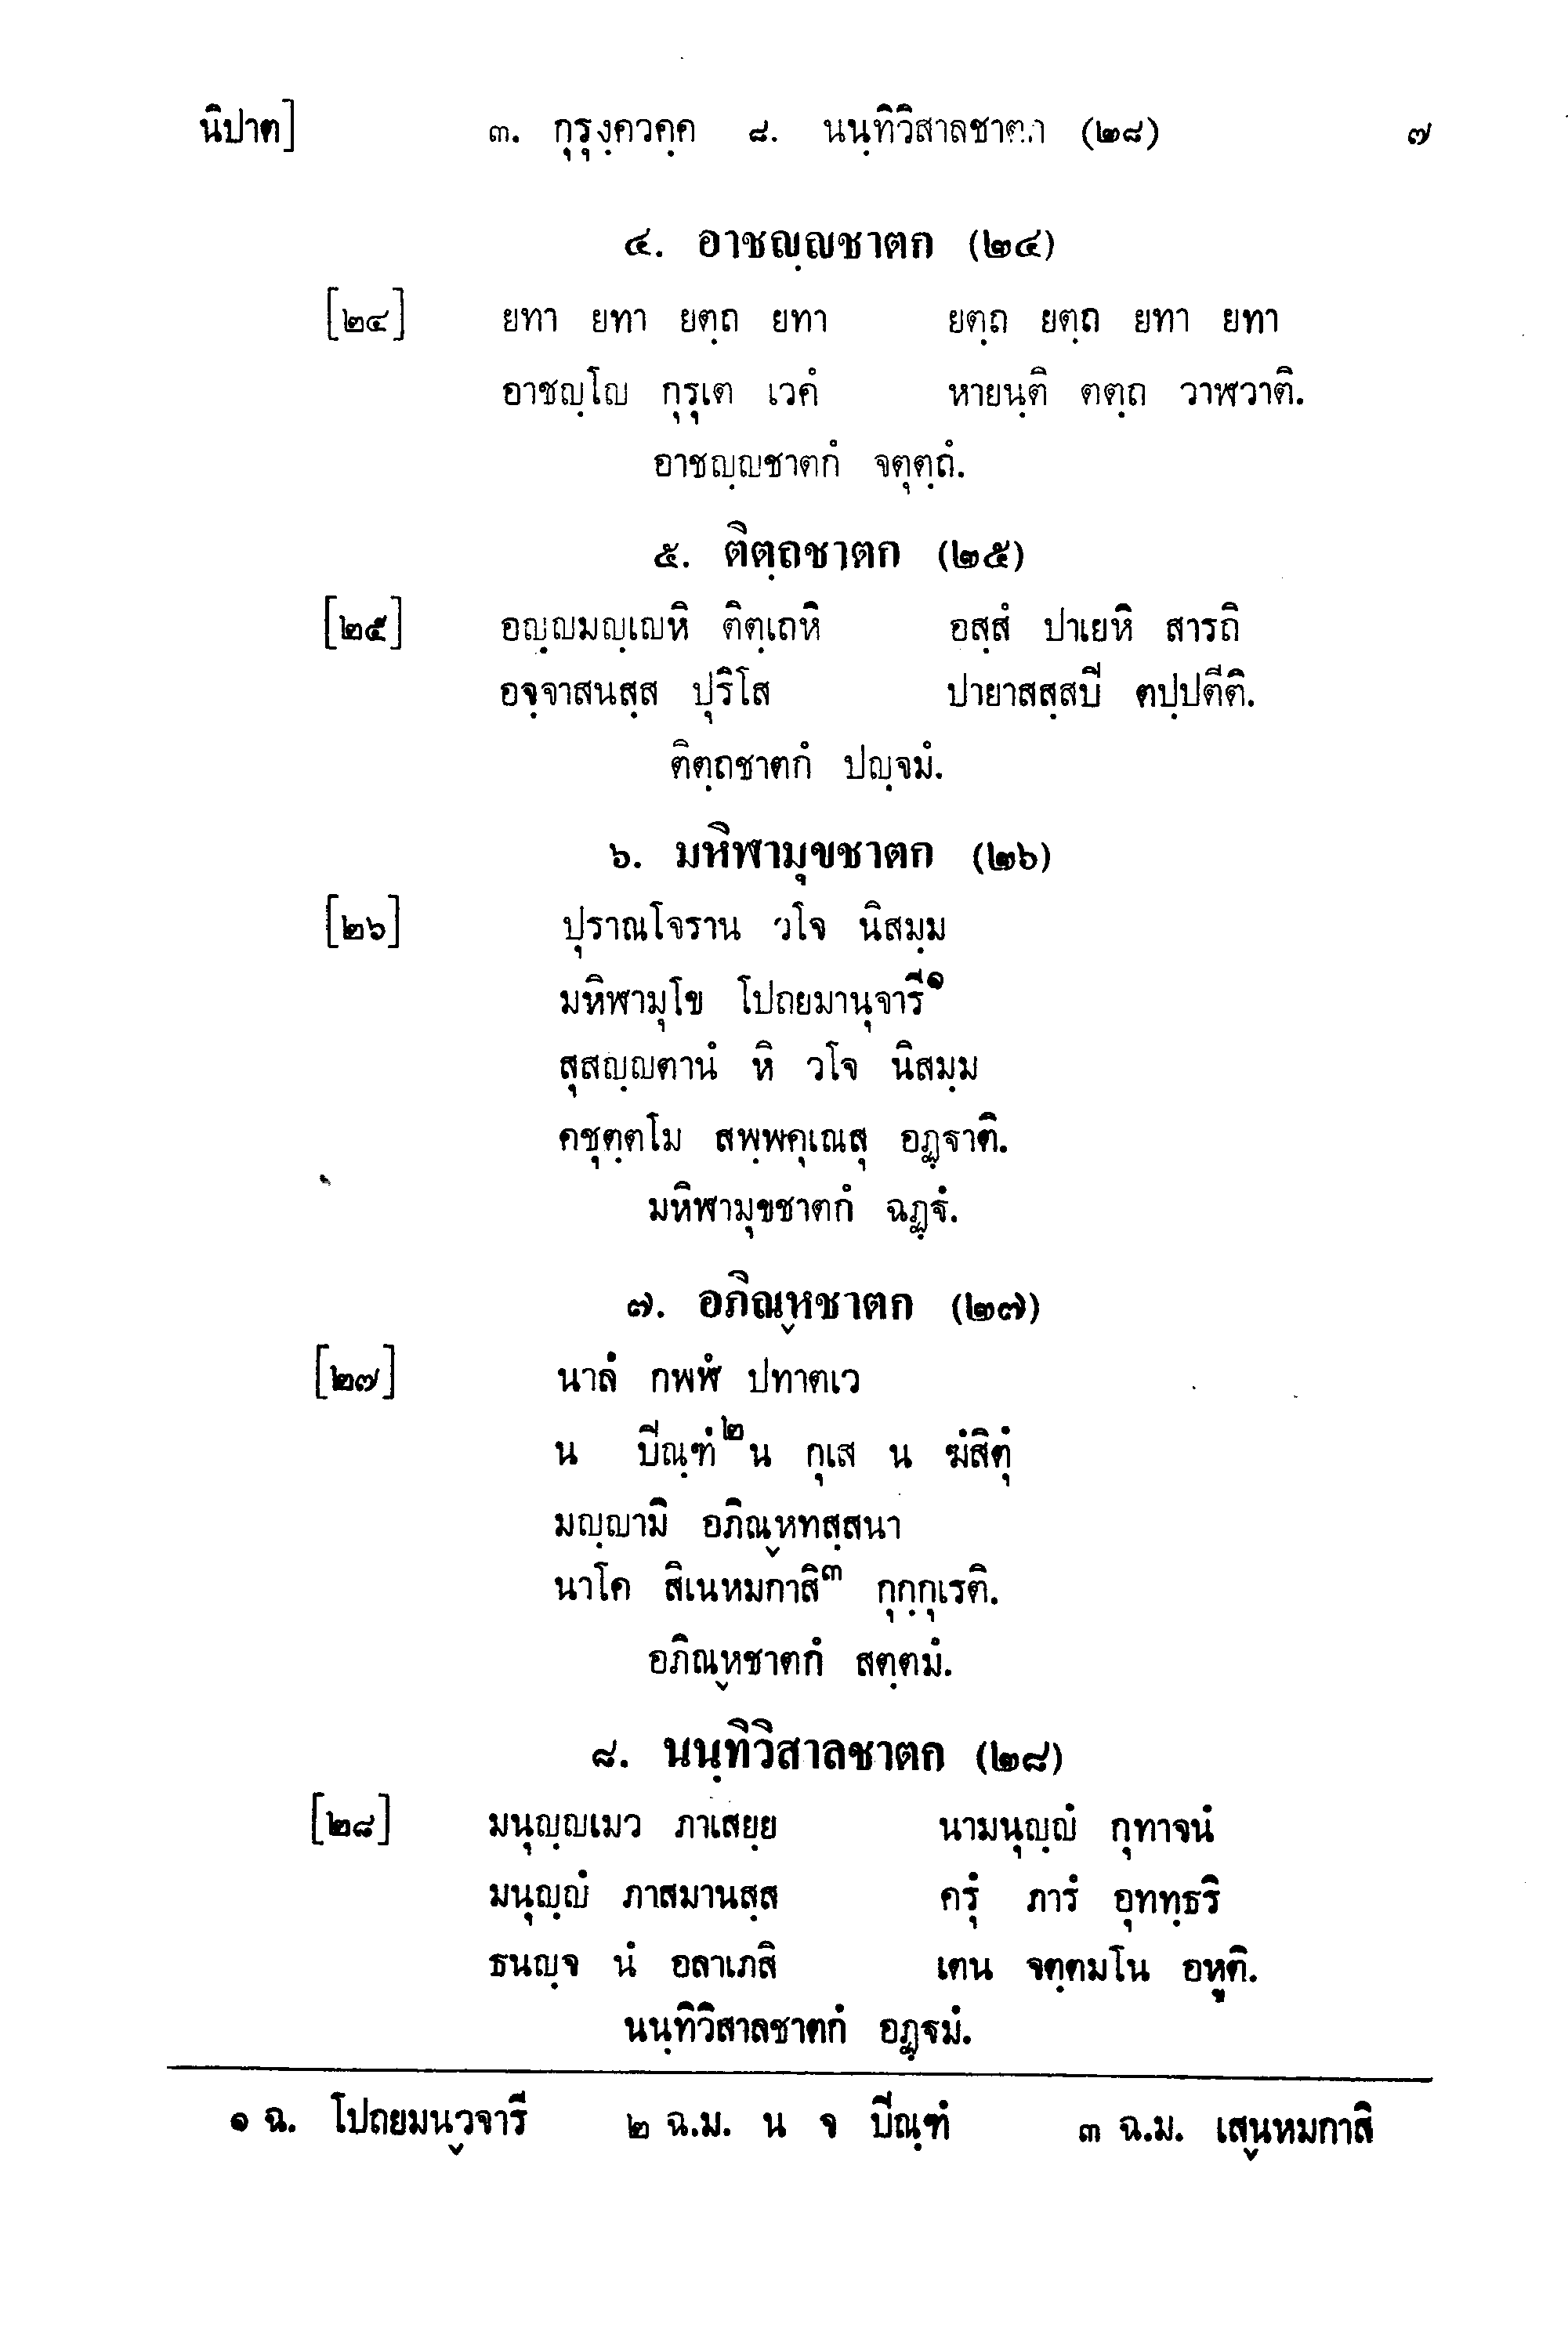 นิปาต] ๓. กุรุงฺควคฺค ๘. นนฺทิวิสาลชาตก (๒๘) ๗
๔. อาชญฺญชาตก (๒๔)
[๒๔] ยทา ยทา ยตฺถ ยทา ยตฺถ ยตฺถ ยทา ยทา
อาชญฺโญ กุรุเต เวคํ หายนฺติ ตตฺถ วาฬวาติ.
อาชญฺญชาตกํ จตุตฺถํ.
๕. ติตฺถชาตก (๒๕)
[๒๕] อญฺญมญฺเญหิ ติตฺเถหิ อสฺสํ ปาเยหิ สารถิ
อจฺจาสนสฺส ปุริโส ปายาสสฺสปี ตปฺปตีติ.
ติตฺถชาตกํ ปญฺจมํ.
๖. มหิฬามุขชาตก (๒๖)
[๒๖] ปุราณโจราน วโจ นิสมฺม
มหิฬามุโข โปถยมานุจารี๑
สุสญฺญตานํ หิ วโจ นิสมฺม
คชุตฺตโม สพฺพคุเณสุ อฏฺฐาติ.
มหิฬามุขชาตกํ ฉฏฺฐํ.
๗. อภิณฺหชาตก (๒๗)
[๒๗] นาลํ กพฬํ ปทาตเว
น ปีณฺฑํ๒ น กุเส น ฆํสิตุํ
มญฺญามิ อภิณฺหทสฺสนา
นาโค สิเนหมกาสิ๓ กุกฺกุเรติ.
อภิณฺหชาตกํ สตฺตมํ.
๘. นนฺทิวิสาลชาตก (๒๘)
[๒๘] มนุญฺญเมว ภาเสยฺย นามนุญฺญํ กุทาจนํ
มนุญฺญํ ภาสมานสฺส ครุํ ภารํ อุททฺธริ
ธนญฺจ นํ อลาเภสิ เตน จตฺตมโน อหูติ.
นนฺทิวิสาลชาตกํ อฏฺฐมํ.
๑ ฉ. โปถยมนฺวจารี ๒ ฉ.ม. น จ ปีณฺฑํ ๓ ฉ.ม. เสฺนหมกาสิ